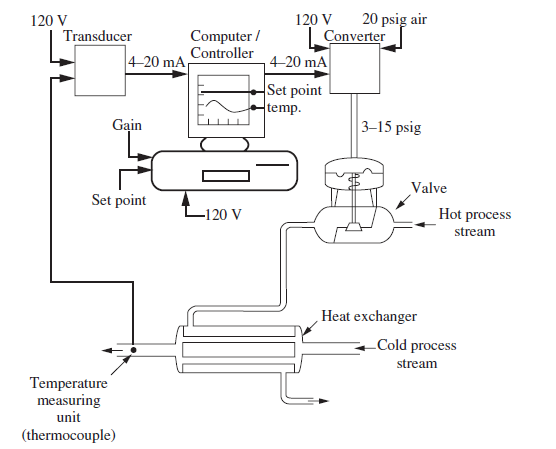 120 V
Transducer
Computer /
Controller
120 V
20 psig air
Converter
4–20 mA
4–20 mA
Set point
temp.
3–15 psig
Gain
Set point
120 V
Valve
Hot process
stream
Heat exchanger
Cold process
stream
Temperature
measuring
unit
(thermocouple)